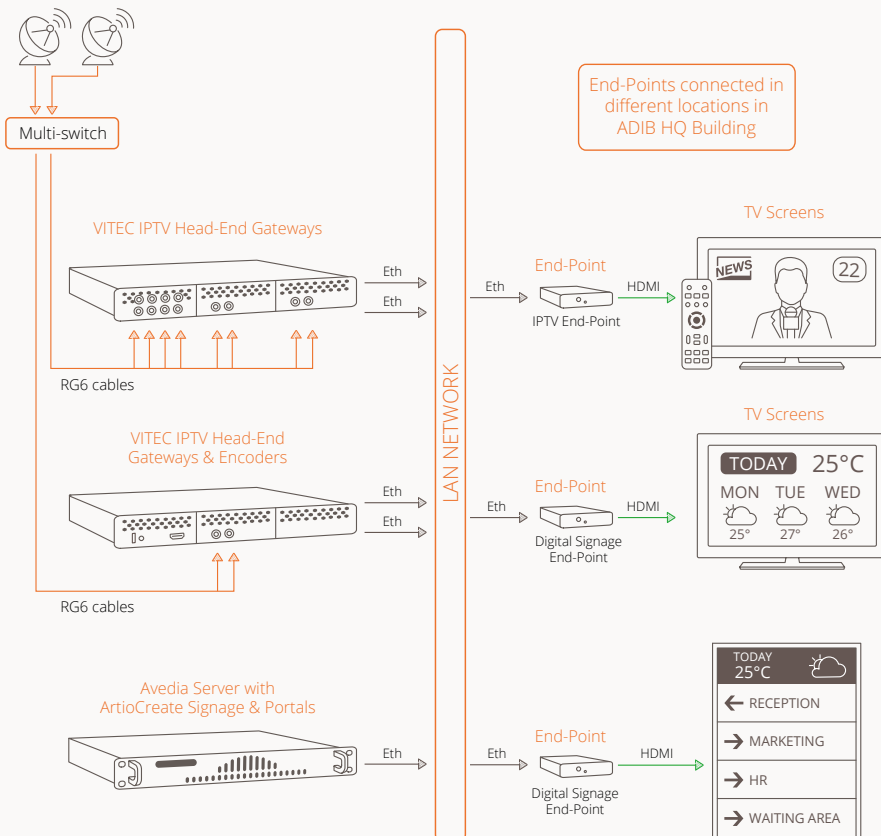 Multi-switch
End-Points connected in
different locations in
ADIB HQ Building
VITEC IPTV Head-End Gateways
Eth
Eth
RG6 cables
VITEC IPTV Head-End
Gateways & Encoders
Eth
Eth
RG6 cables
Avedia Server with
ArtioCreate Signage & Portals
Eth
LAN NETWORK
Eth
End-Point
IPTV End-Point
HDMI
TV Screens
NEWS
22
Eth
End-Point
Digital Signage
End-Point
HDMI
TV Screens
TODAY 25°C
MON TUE WED
25° 27° 26°
Eth
End-Point
Digital Signage
End-Point
HDMI
TODAY
25°C
RECEPTION
MARKETING
HR
WAITING AREA